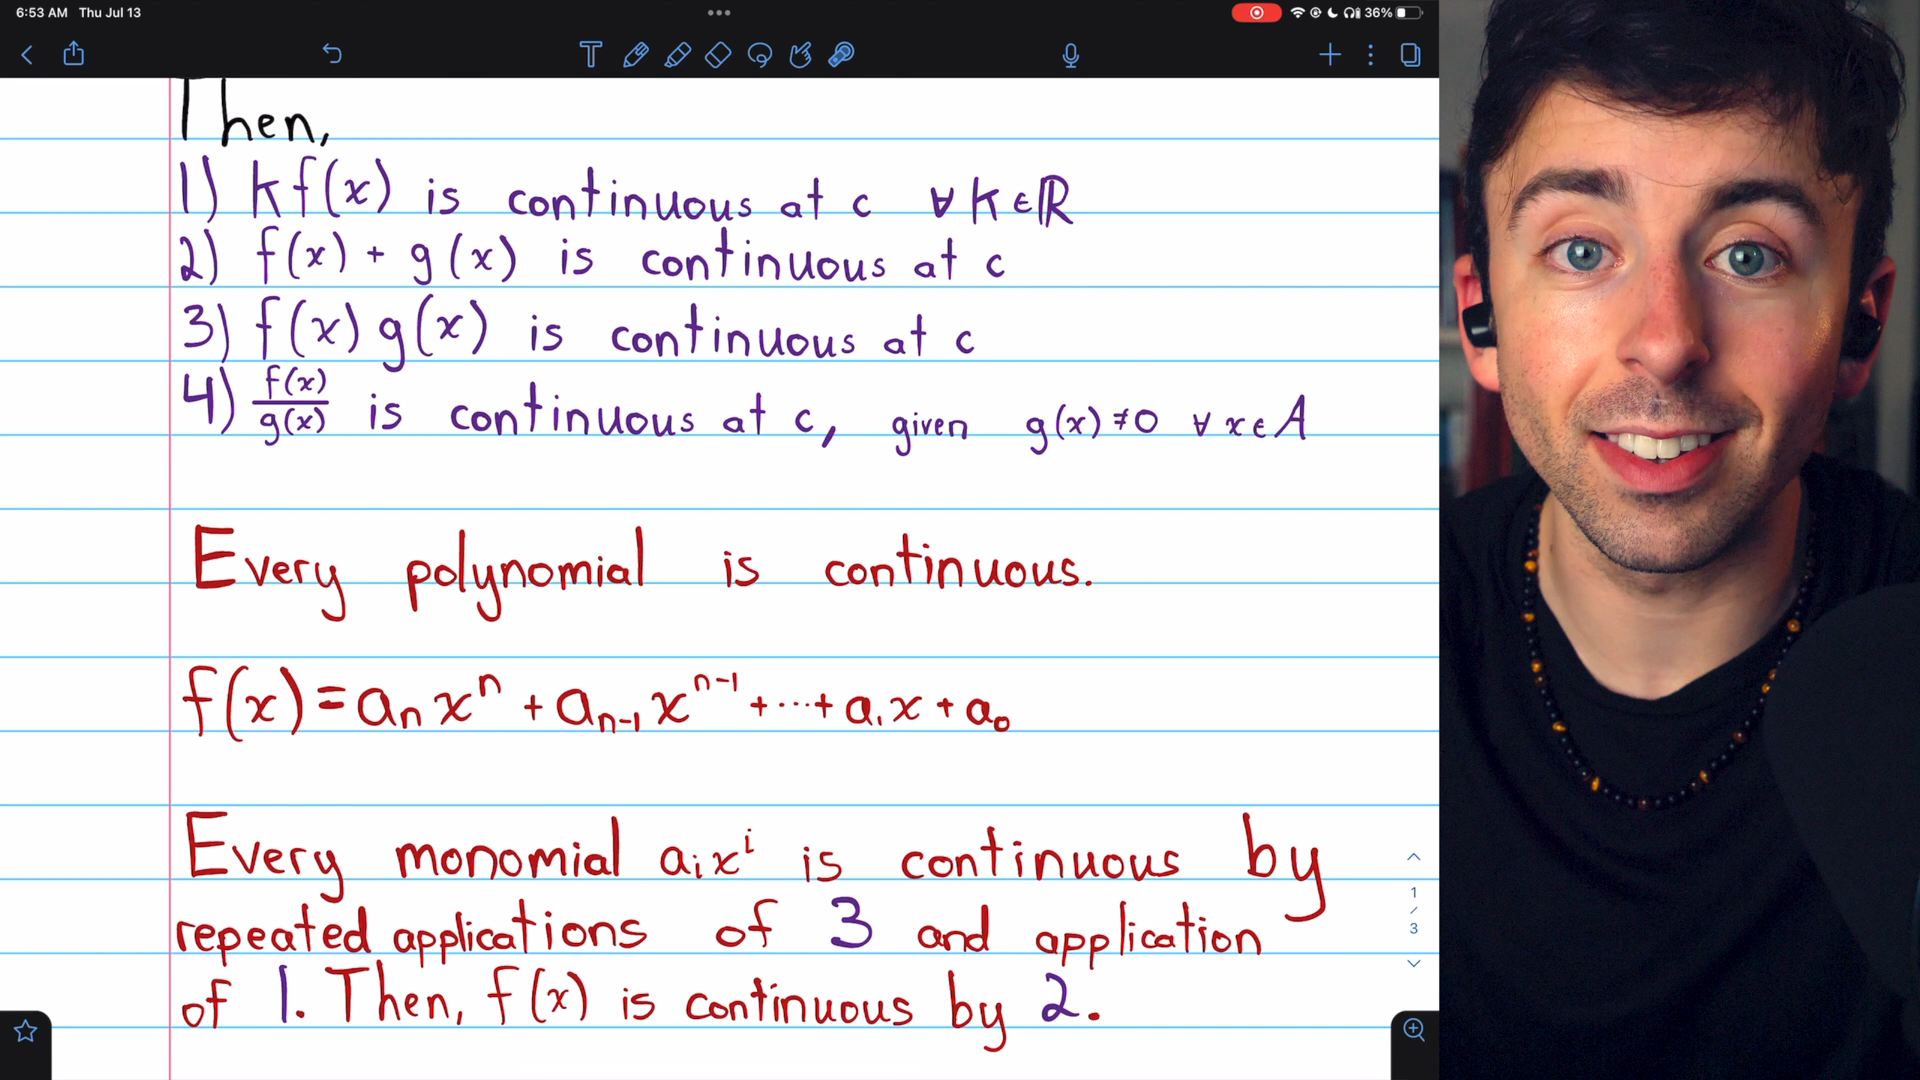 6:53 AM Thu Jul 13
36%
Then,
1) kf(x) is continuous at c ∀ k∈ℝ
2) f(x) + g(x) is continuous at c
3) f(x) g(x) is continuous at c
4) f(x)/g(x) is continuous at c, given g(x) ≠ 0 ∀ x∈A
Every polynomial is continuous.
f(x) = aₙxⁿ + aₙ₋₁xⁿ⁻¹ + ⋯ + a₁x + a₀
Every monomial aᵢxⁱ is continuous by
repeated applications of 3 and application
of 1. Then, f(x) is continuous by 2.
1
/
3